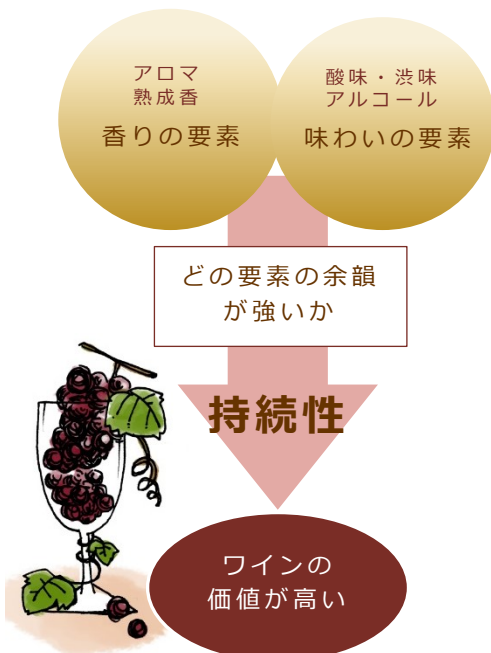 アロマ
熟成香
香りの要素
酸味・渋味
アルコール
味わいの要素
どの要素の余韻
が強いか
持続性
ワインの
価値が高い